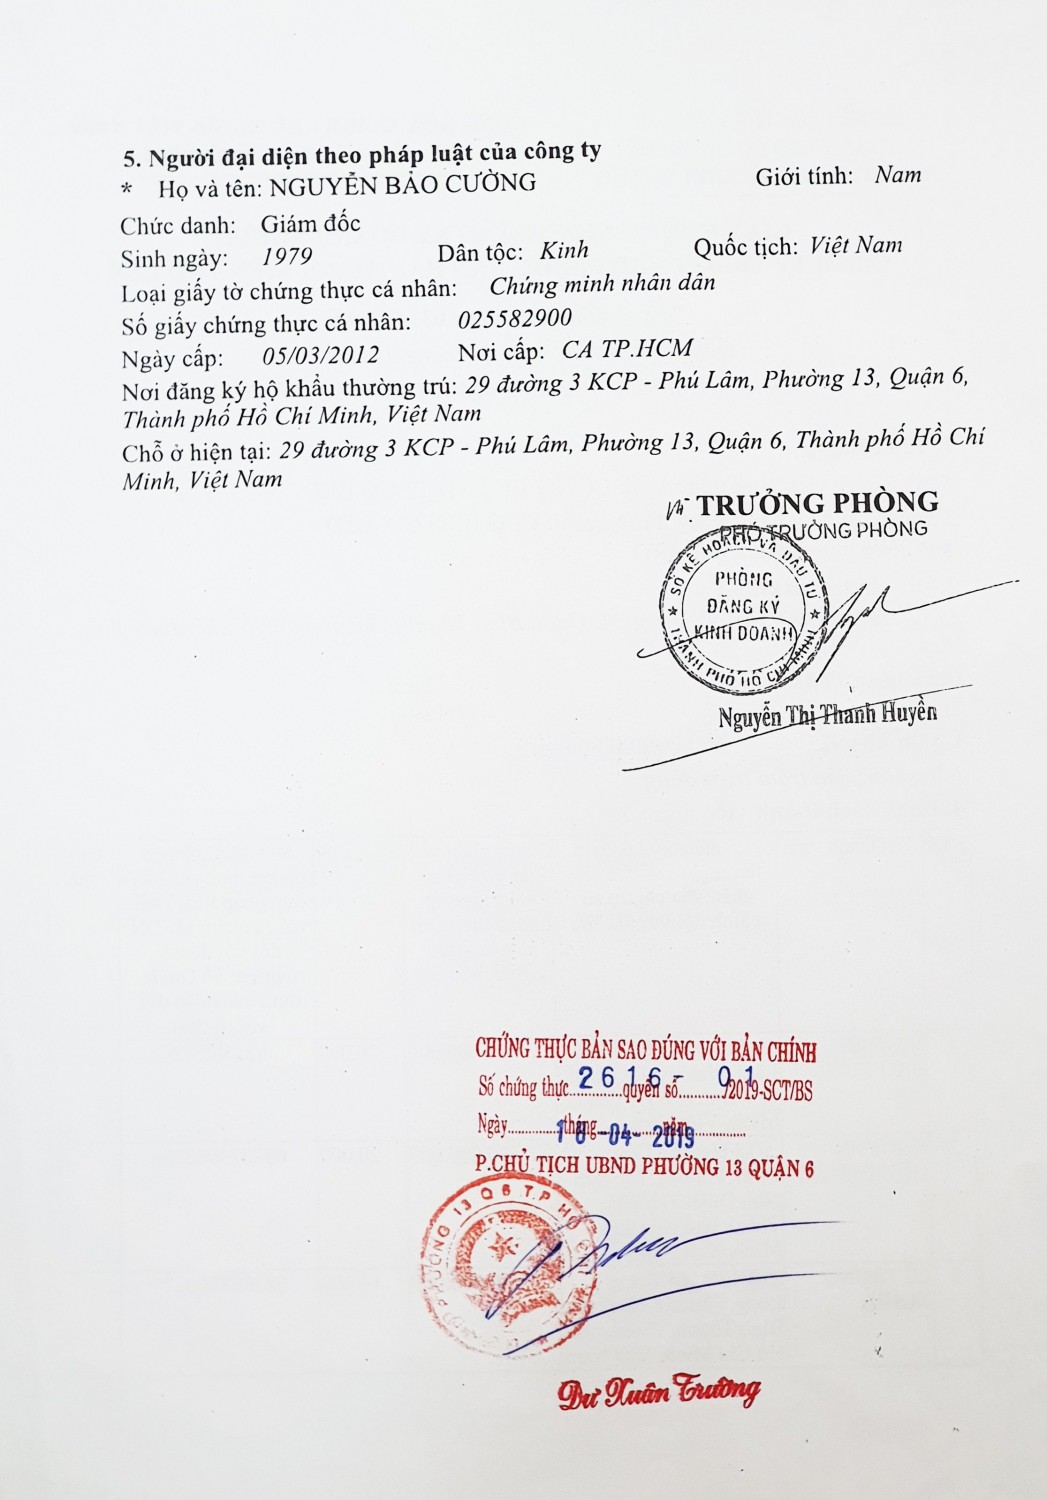 5. Người đại diện theo pháp luật của công ty
* Họ và tên: NGUYỄN BẢO CƯỜNG Giới tính: Nam
Chức danh: Giám đốc
Sinh ngày: 1979 Dân tộc: Kinh Quốc tịch: Việt Nam
Loại giấy tờ chứng thực cá nhân: Chứng minh nhân dân
Số giấy chứng thực cá nhân: 025582900
Ngày cấp: 05/03/2012 Nơi cấp: CA TP.HCM
Nơi đăng ký hộ khẩu thường trú: 29 đường 3 KCP - Phú Lâm, Phường 13, Quận 6,
Thành phố Hồ Chí Minh, Việt Nam
Chỗ ở hiện tại: 29 đường 3 KCP - Phú Lâm, Phường 13, Quận 6, Thành phố Hồ Chí
Minh, Việt Nam
TRƯỞNG PHÒNG
PHÓ TRƯỞNG PHÒNG
SỞ KẾ HOẠCH VÀ ĐẦU TƯ
PHÒNG
ĐĂNG KÝ
KINH DOANH
THÀNH PHỐ HỒ CHÍ MINH
Nguyễn Thị Thanh Huyền
CHỨNG THỰC BẢN SAO ĐÚNG VỚI BẢN CHÍNH
Số chứng thực 2616 quyển số 01 /2019-SCT/BS
Ngày tháng năm 18-04-2019
P.CHỦ TỊCH UBND PHƯỜNG 13 QUẬN 6
PHƯỜNG 13 Q6 T.P HỒ CHÍ MINH
Dư Xuân Trường